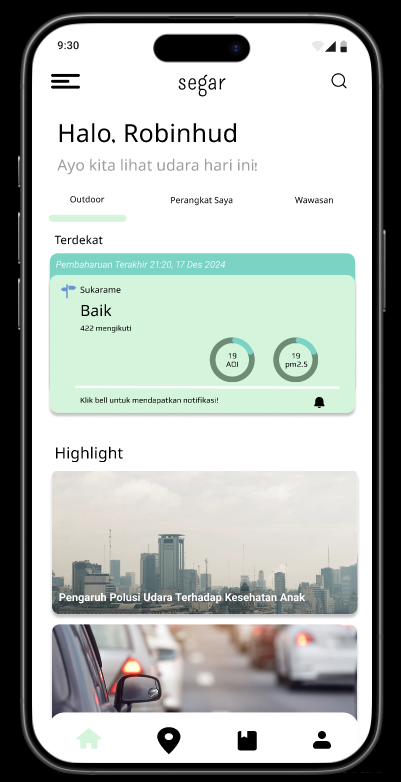 9:30
segar
Halo, Robinhud
Ayo kita lihat udara hari ini!
Outdoor Perangkat Saya Wawasan
Terdekat
Pembaharuan Terakhir 21:20, 17 Des 2024
Sukarame
Baik
422 mengikuti
19 19
AQI pm2.5
Klik bell untuk mendapatkan notifikasi!
Highlight
Pengaruh Polusi Udara Terhadap Kesehatan Anak